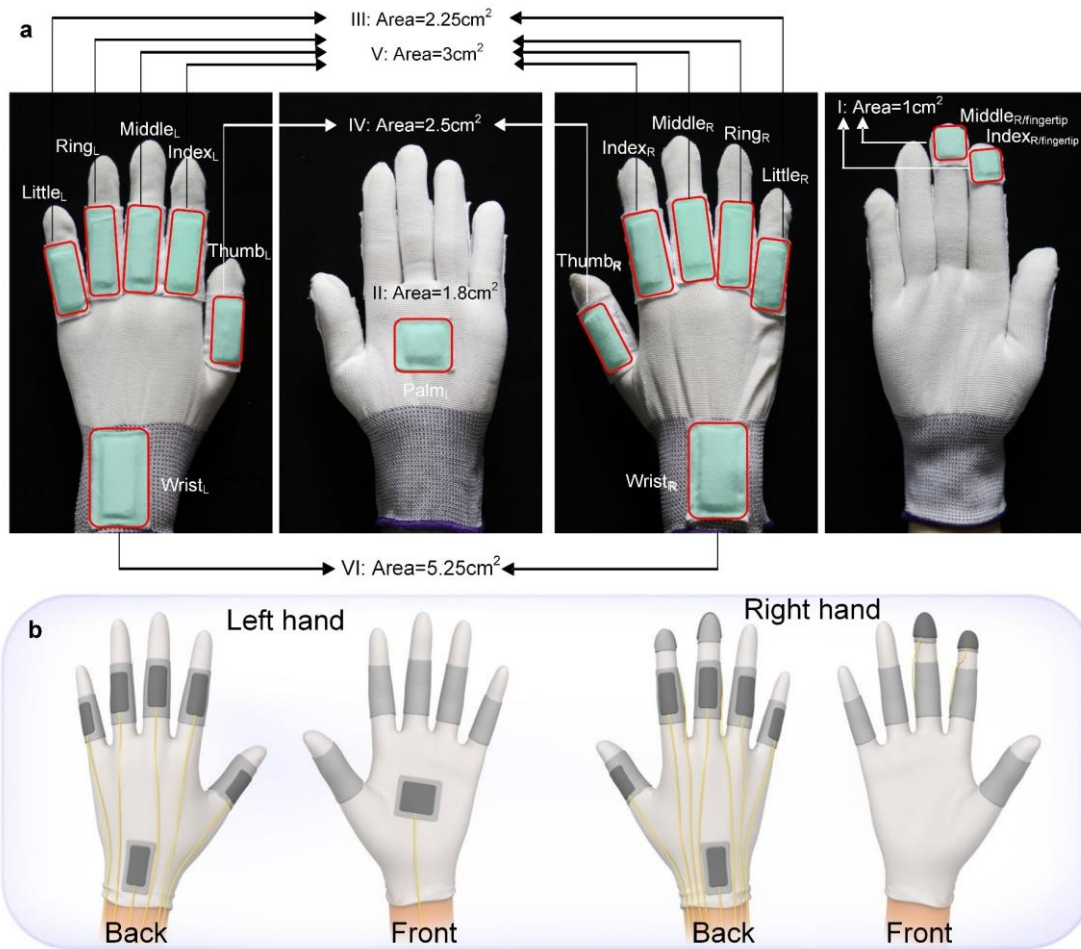 a
III: Area=2.25cm²
V: Area=3cm²
IV: Area=2.5cm²
Little_L
Ring_L
Middle_L
Index_L
Thumb_L
II: Area=1.8cm²
Palm_L
Wrist_L
Index_R
Middle_R
Ring_R
Little_R
Thumb_R
Wrist_R
I: Area=1cm²
Middle_R/fingertip
Index_R/fingertip
VI: Area=5.25cm²
b
Left hand
Right hand
Back
Front
Back
Front